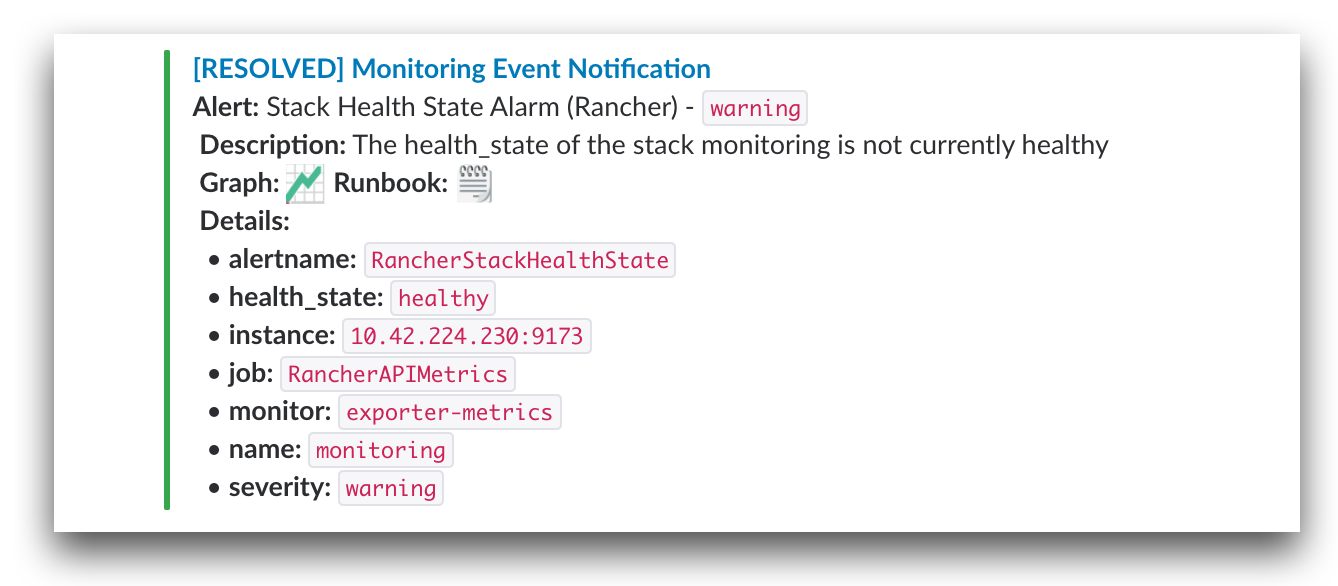 [RESOLVED] Monitoring Event Notification
Alert: Stack Health State Alarm (Rancher) - warning
Description: The health_state of the stack monitoring is not currently healthy
Graph: Runbook:
Details:
• alertname: RancherStackHealthState
• health_state: healthy
• instance: 10.42.224.230:9173
• job: RancherAPIMetrics
• monitor: exporter-metrics
• name: monitoring
• severity: warning